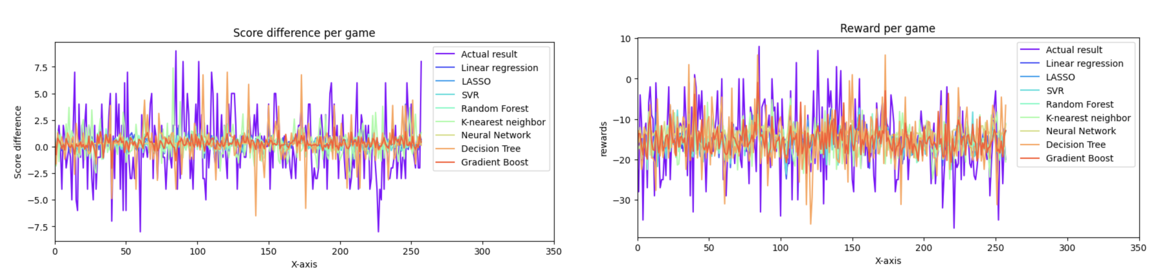 Score difference per game
7.5
5.0
2.5
0.0
−2.5
−5.0
−7.5
Score difference
0 50 100 150 200 250 300 350
X-axis
Actual result
Linear regression
LASSO
SVR
Random Forest
K-nearest neighbor
Neural Network
Decision Tree
Gradient Boost
Reward per game
10
0
−10
−20
−30
rewards
0 50 100 150 200 250 300 350
X-axis
Actual result
Linear regression
LASSO
SVR
Random Forest
K-nearest neighbor
Neural Network
Decision Tree
Gradient Boost